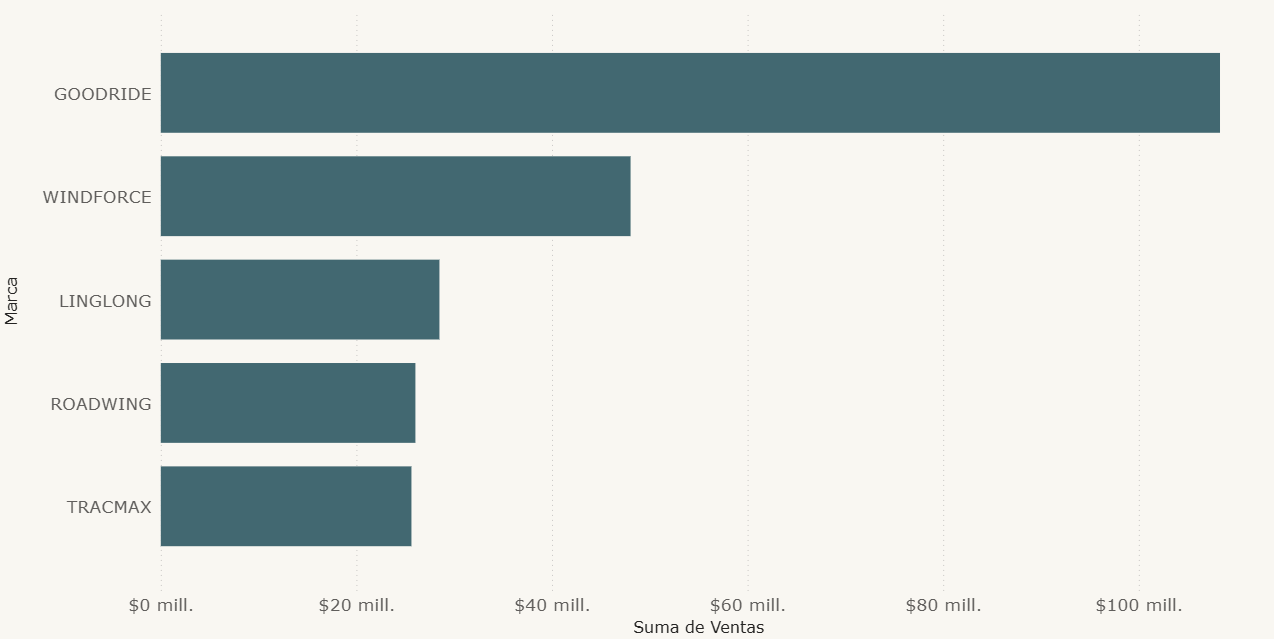 GOODRIDE
WINDFORCE
LINGLONG
ROADWING
TRACMAX
Marca
$0 mill. $20 mill. $40 mill. $60 mill. $80 mill. $100 mill.
Suma de Ventas